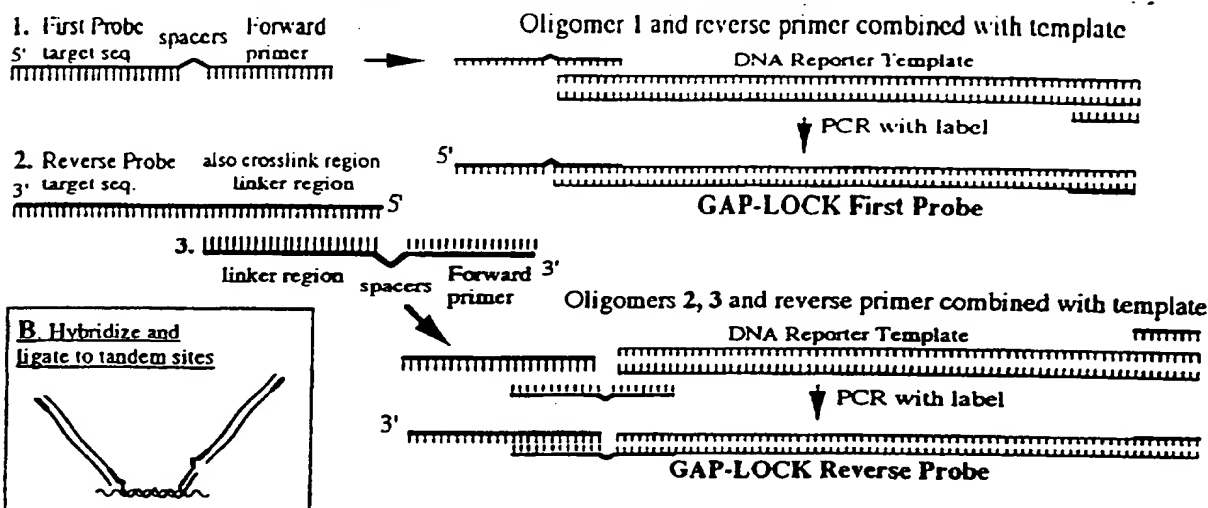 1. First Probe spacers Forward
5' target seq primer
Oligomer 1 and reverse primer combined with template
DNA Reporter Template
PCR with label
5'
GAP-LOCK First Probe
2. Reverse Probe also crosslink region
3' target seq. linker region
5'
3.
linker region spacers Forward 3'
primer
Oligomers 2, 3 and reverse primer combined with template
DNA Reporter Template
PCR with label
3'
GAP-LOCK Reverse Probe
B. Hybridize and
ligate to tandem sites